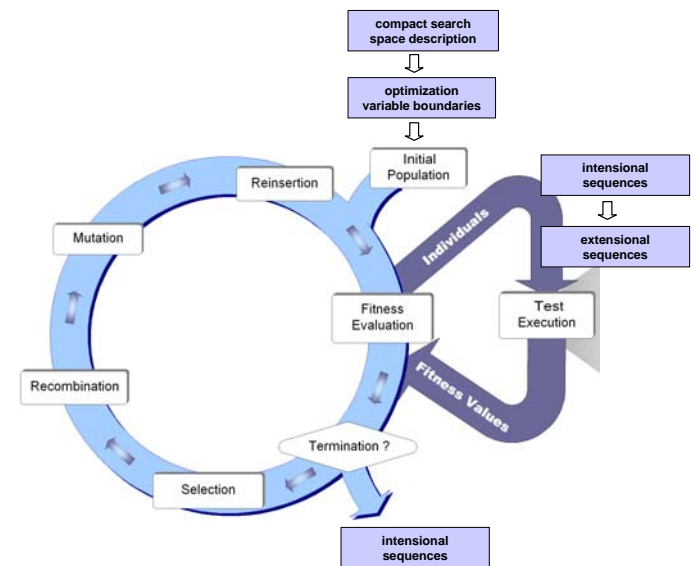 compact search
space description
optimization
variable boundaries
Initial
Population
Reinsertion
intensional
sequences
Mutation
Individuals
extensional
sequences
Fitness
Evaluation
Test
Execution
Recombination
Fitness Values
Termination ?
Selection
intensional
sequences